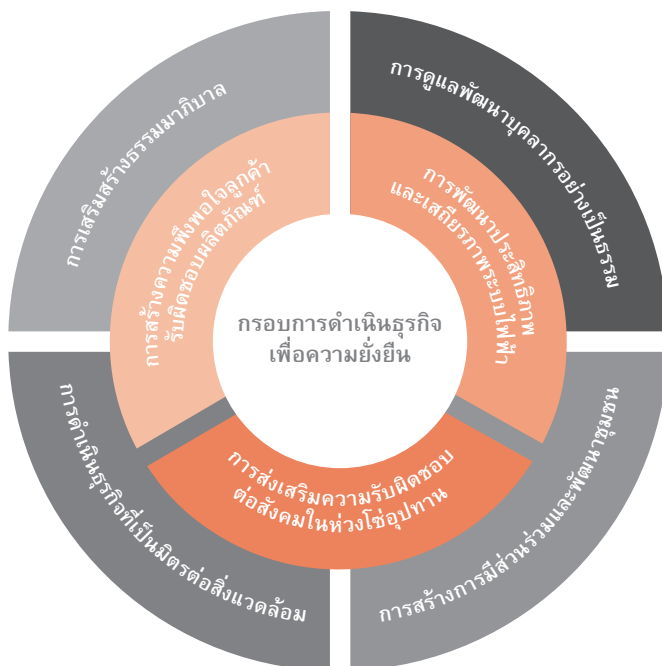 การเสริมสร้างธรรมมาภิบาล
การดูแลพัฒนาบุคลากรอย่างเป็นธรรม
การสร้างความพึงพอใจลูกค้า
รับผิดชอบผลิตภัณฑ์
การพัฒนาประสิทธิภาพ
และเสถียรภาพระบบไฟฟ้า
กรอบการดำเนินธุรกิจ
เพื่อความยั่งยืน
การส่งเสริมความรับผิดชอบ
ต่อสังคมในห่วงโซ่อุปทาน
การดำเนินธุรกิจที่เป็นมิตรต่อสิ่งแวดล้อม
การสร้างการมีส่วนร่วมและพัฒนาชุมชน